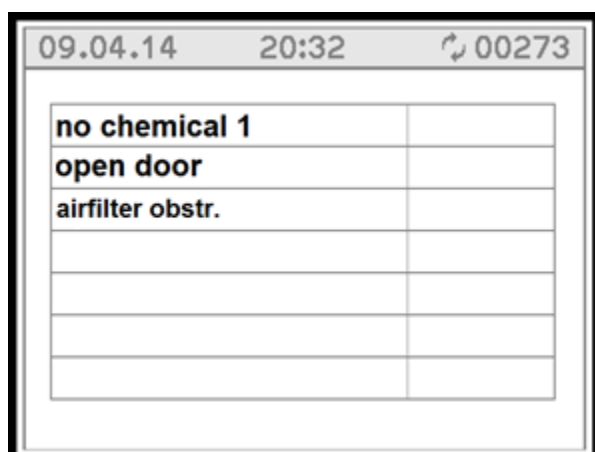 09.04.14 20:32 00273
no chemical 1
open door
airfilter obstr.